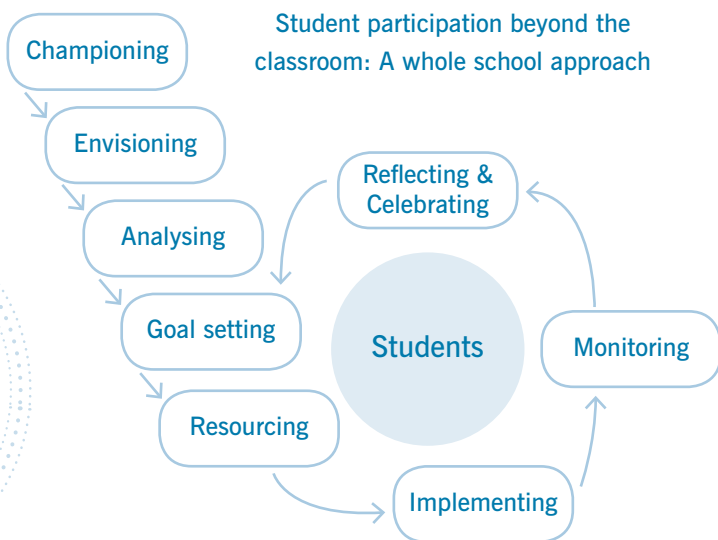 Student participation beyond the
classroom: A whole school approach
Championing
Envisioning
Analysing
Goal setting
Resourcing
Implementing
Monitoring
Reflecting &
Celebrating
Students